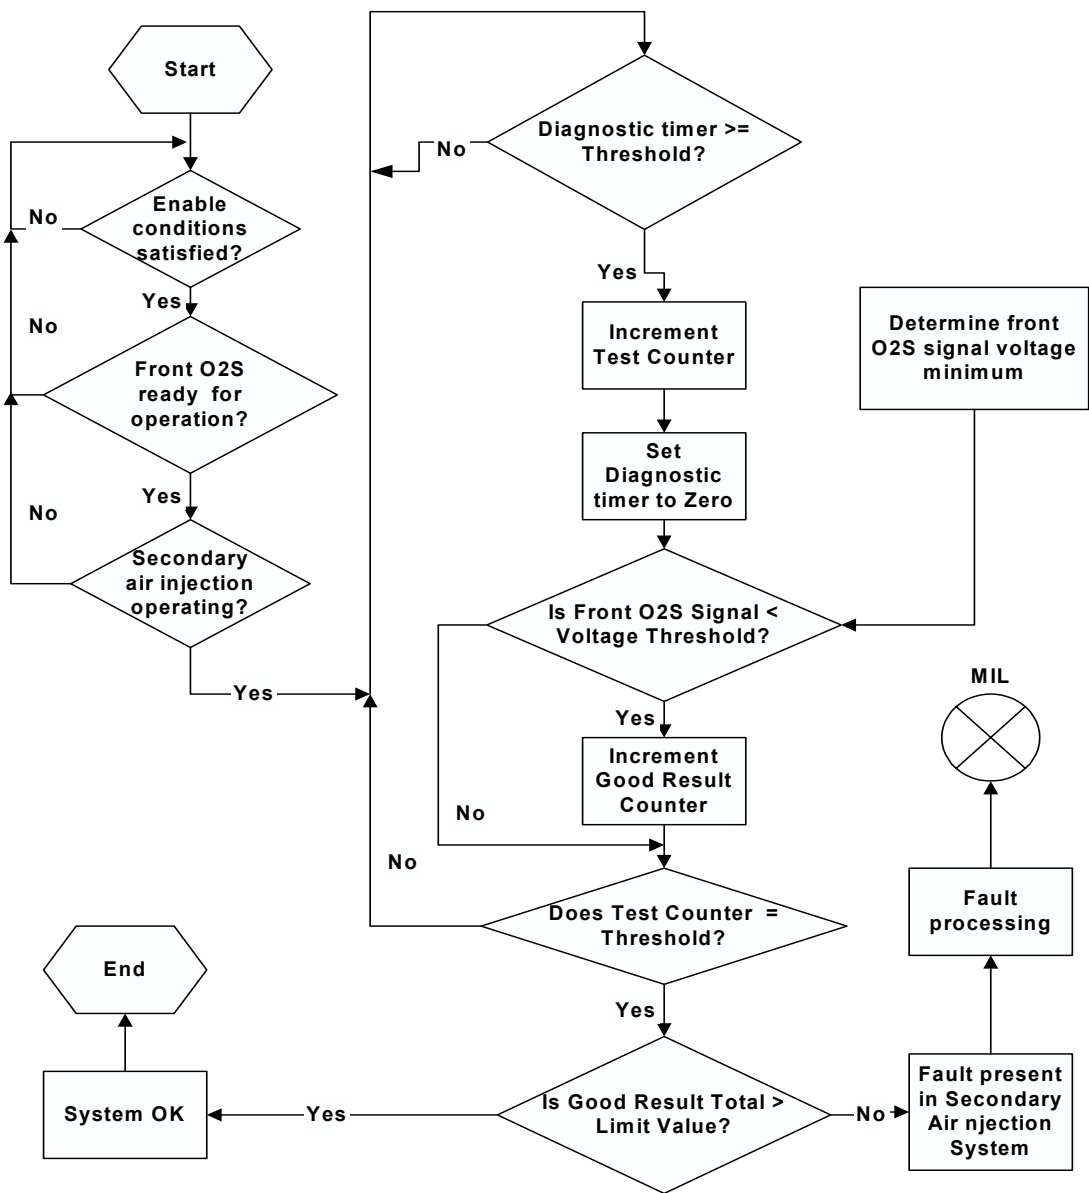 Start
Enable
conditions
satisfied?
No
Yes
Front O2S
ready for
operation?
No
Yes
Secondary
air injection
operating?
No
Yes
Diagnostic timer >=
Threshold?
No
Yes
Increment
Test Counter
Set
Diagnostic
timer to Zero
Determine front
O2S signal voltage
minimum
Is Front O2S Signal <
Voltage Threshold?
Yes
No
Increment
Good Result
Counter
Does Test Counter =
Threshold?
No
Yes
Is Good Result Total >
Limit Value?
Yes
No
System OK
End
Fault present
in Secondary
Air njection
System
Fault
processing
MIL